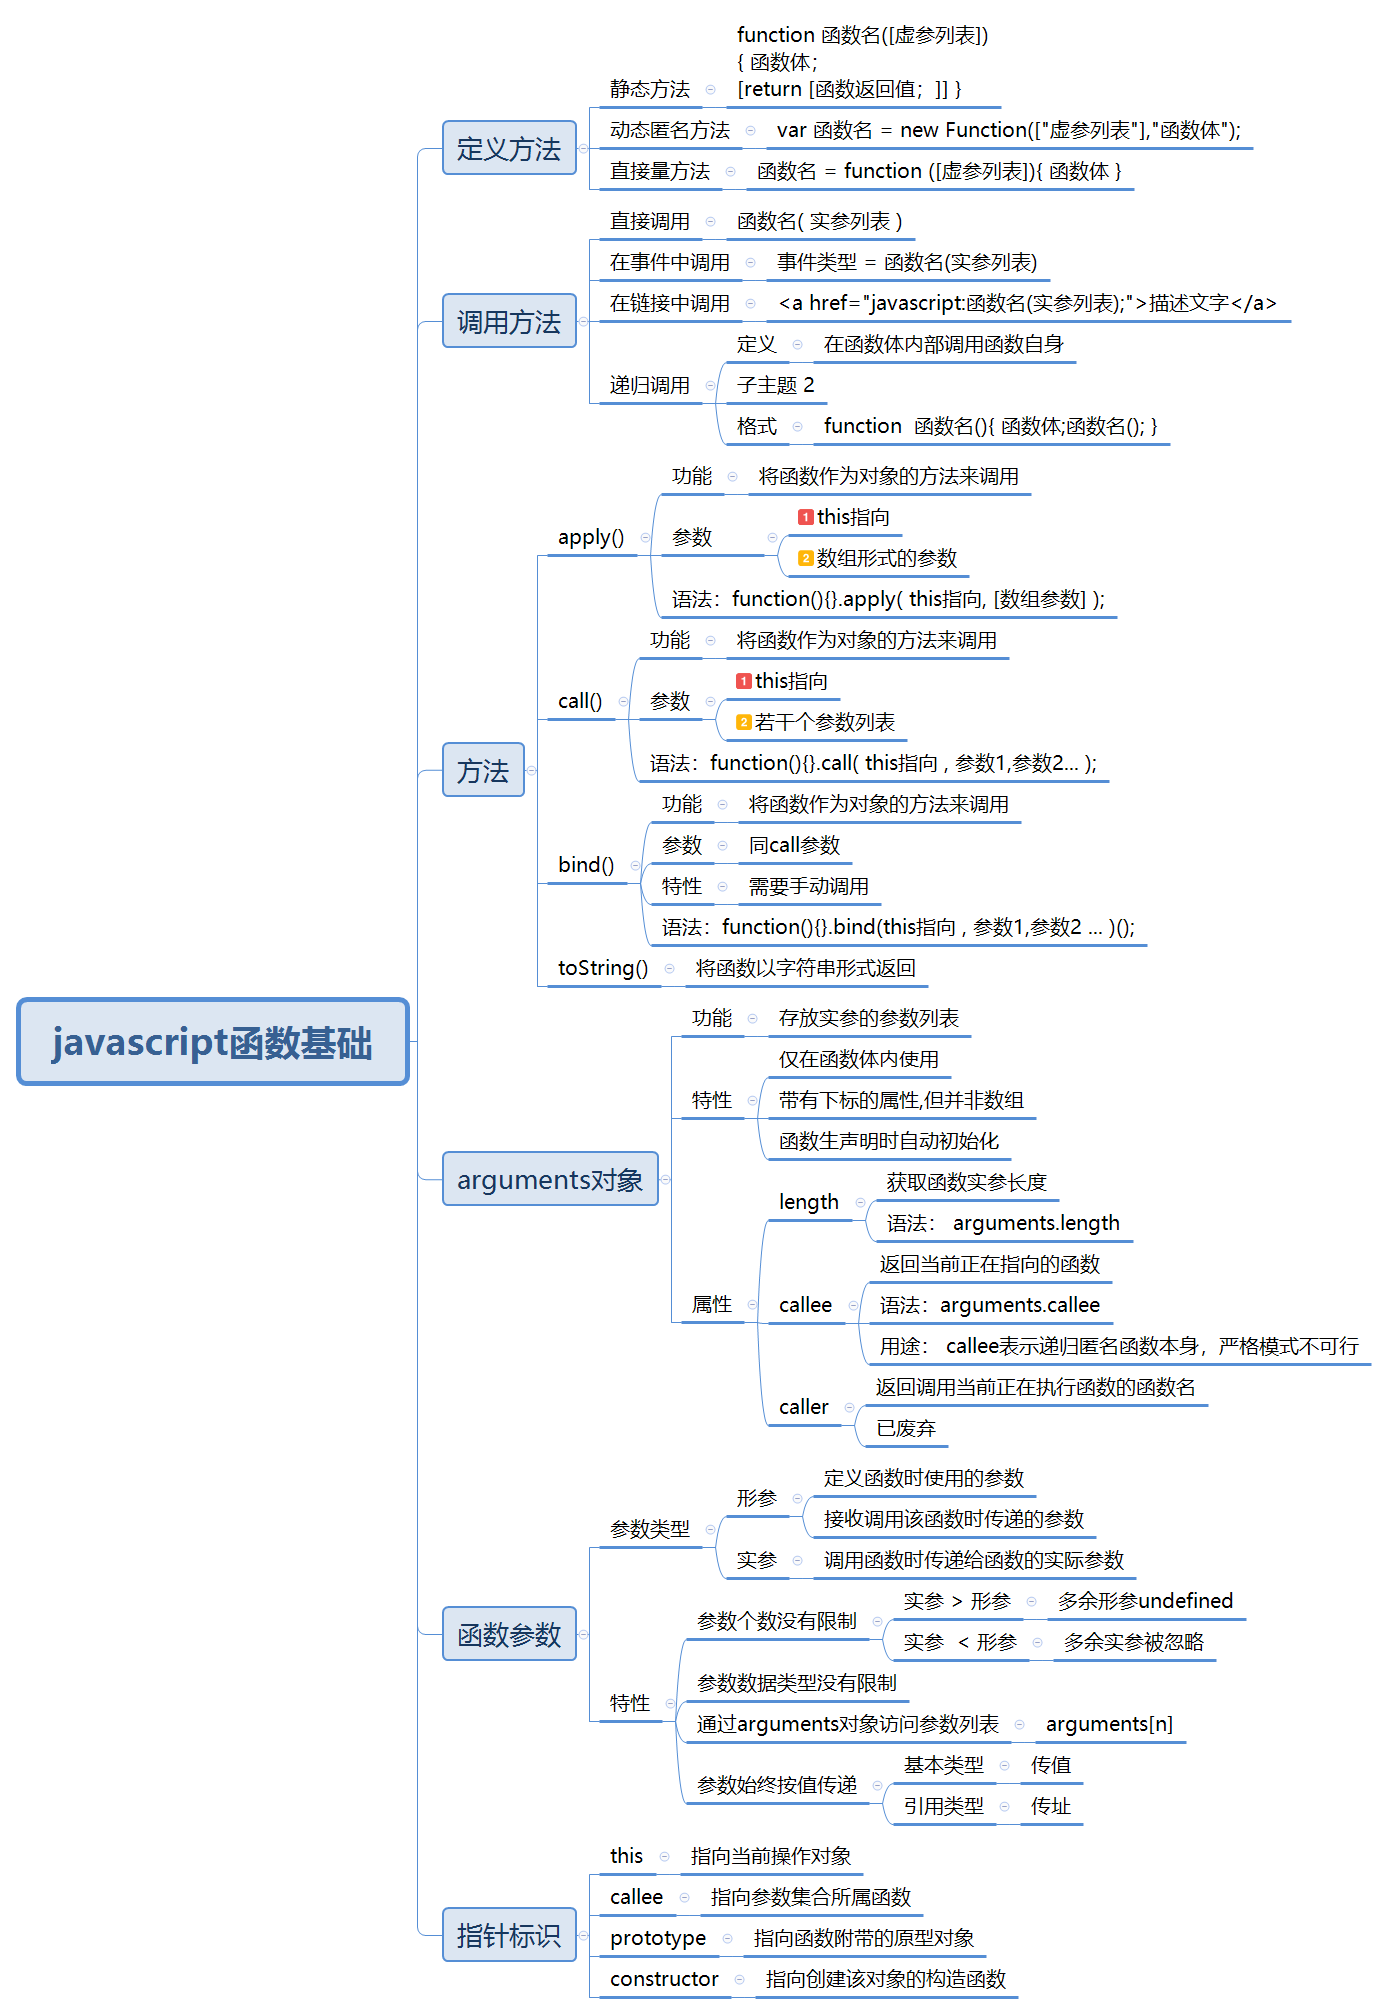 javascript函数基础
定义方法
静态方法
function 函数名([虚参列表])
{ 函数体;
[return [函数返回值；]] }
动态匿名方法
var 函数名 = new Function(["虚参列表"],"函数体");
直接量方法
函数名 = function ([虚参列表]){ 函数体 }
调用方法
直接调用
函数名( 实参列表 )
在事件中调用
事件类型 = 函数名(实参列表)
在链接中调用
<a href="javascript:函数名(实参列表);">描述文字</a>
递归调用
定义
在函数体内部调用函数自身
子主题 2
格式
function  函数名(){ 函数体;函数名(); }
方法
apply()
功能
将函数作为对象的方法来调用
参数
1 this指向
2 数组形式的参数
语法：function(){}.apply( this指向, [数组参数] );
call()
功能
将函数作为对象的方法来调用
参数
1 this指向
2 若干个参数列表
语法：function(){}.call( this指向 , 参数1,参数2... );
bind()
功能
将函数作为对象的方法来调用
参数
同call参数
特性
需要手动调用
语法：function(){}.bind(this指向 , 参数1,参数2 ... )();
toString()
将函数以字符串形式返回
arguments对象
功能
存放实参的参数列表
特性
仅在函数体内使用
带有下标的属性,但并非数组
函数生声明时自动初始化
属性
length
获取函数实参长度
语法： arguments.length
callee
返回当前正在指向的函数
语法：arguments.callee
用途： callee表示递归匿名函数本身，严格模式不可行
caller
返回调用当前正在执行函数的函数名
已废弃
函数参数
参数类型
形参
定义函数时使用的参数
接收调用该函数时传递的参数
实参
调用函数时传递给函数的实际参数
特性
参数个数没有限制
实参 > 形参
多余形参undefined
实参  < 形参
多余实参被忽略
参数数据类型没有限制
通过arguments对象访问参数列表
arguments[n]
参数始终按值传递
基本类型
传值
引用类型
传址
指针标识
this
指向当前操作对象
callee
指向参数集合所属函数
prototype
指向函数附带的原型对象
constructor
指向创建该对象的构造函数